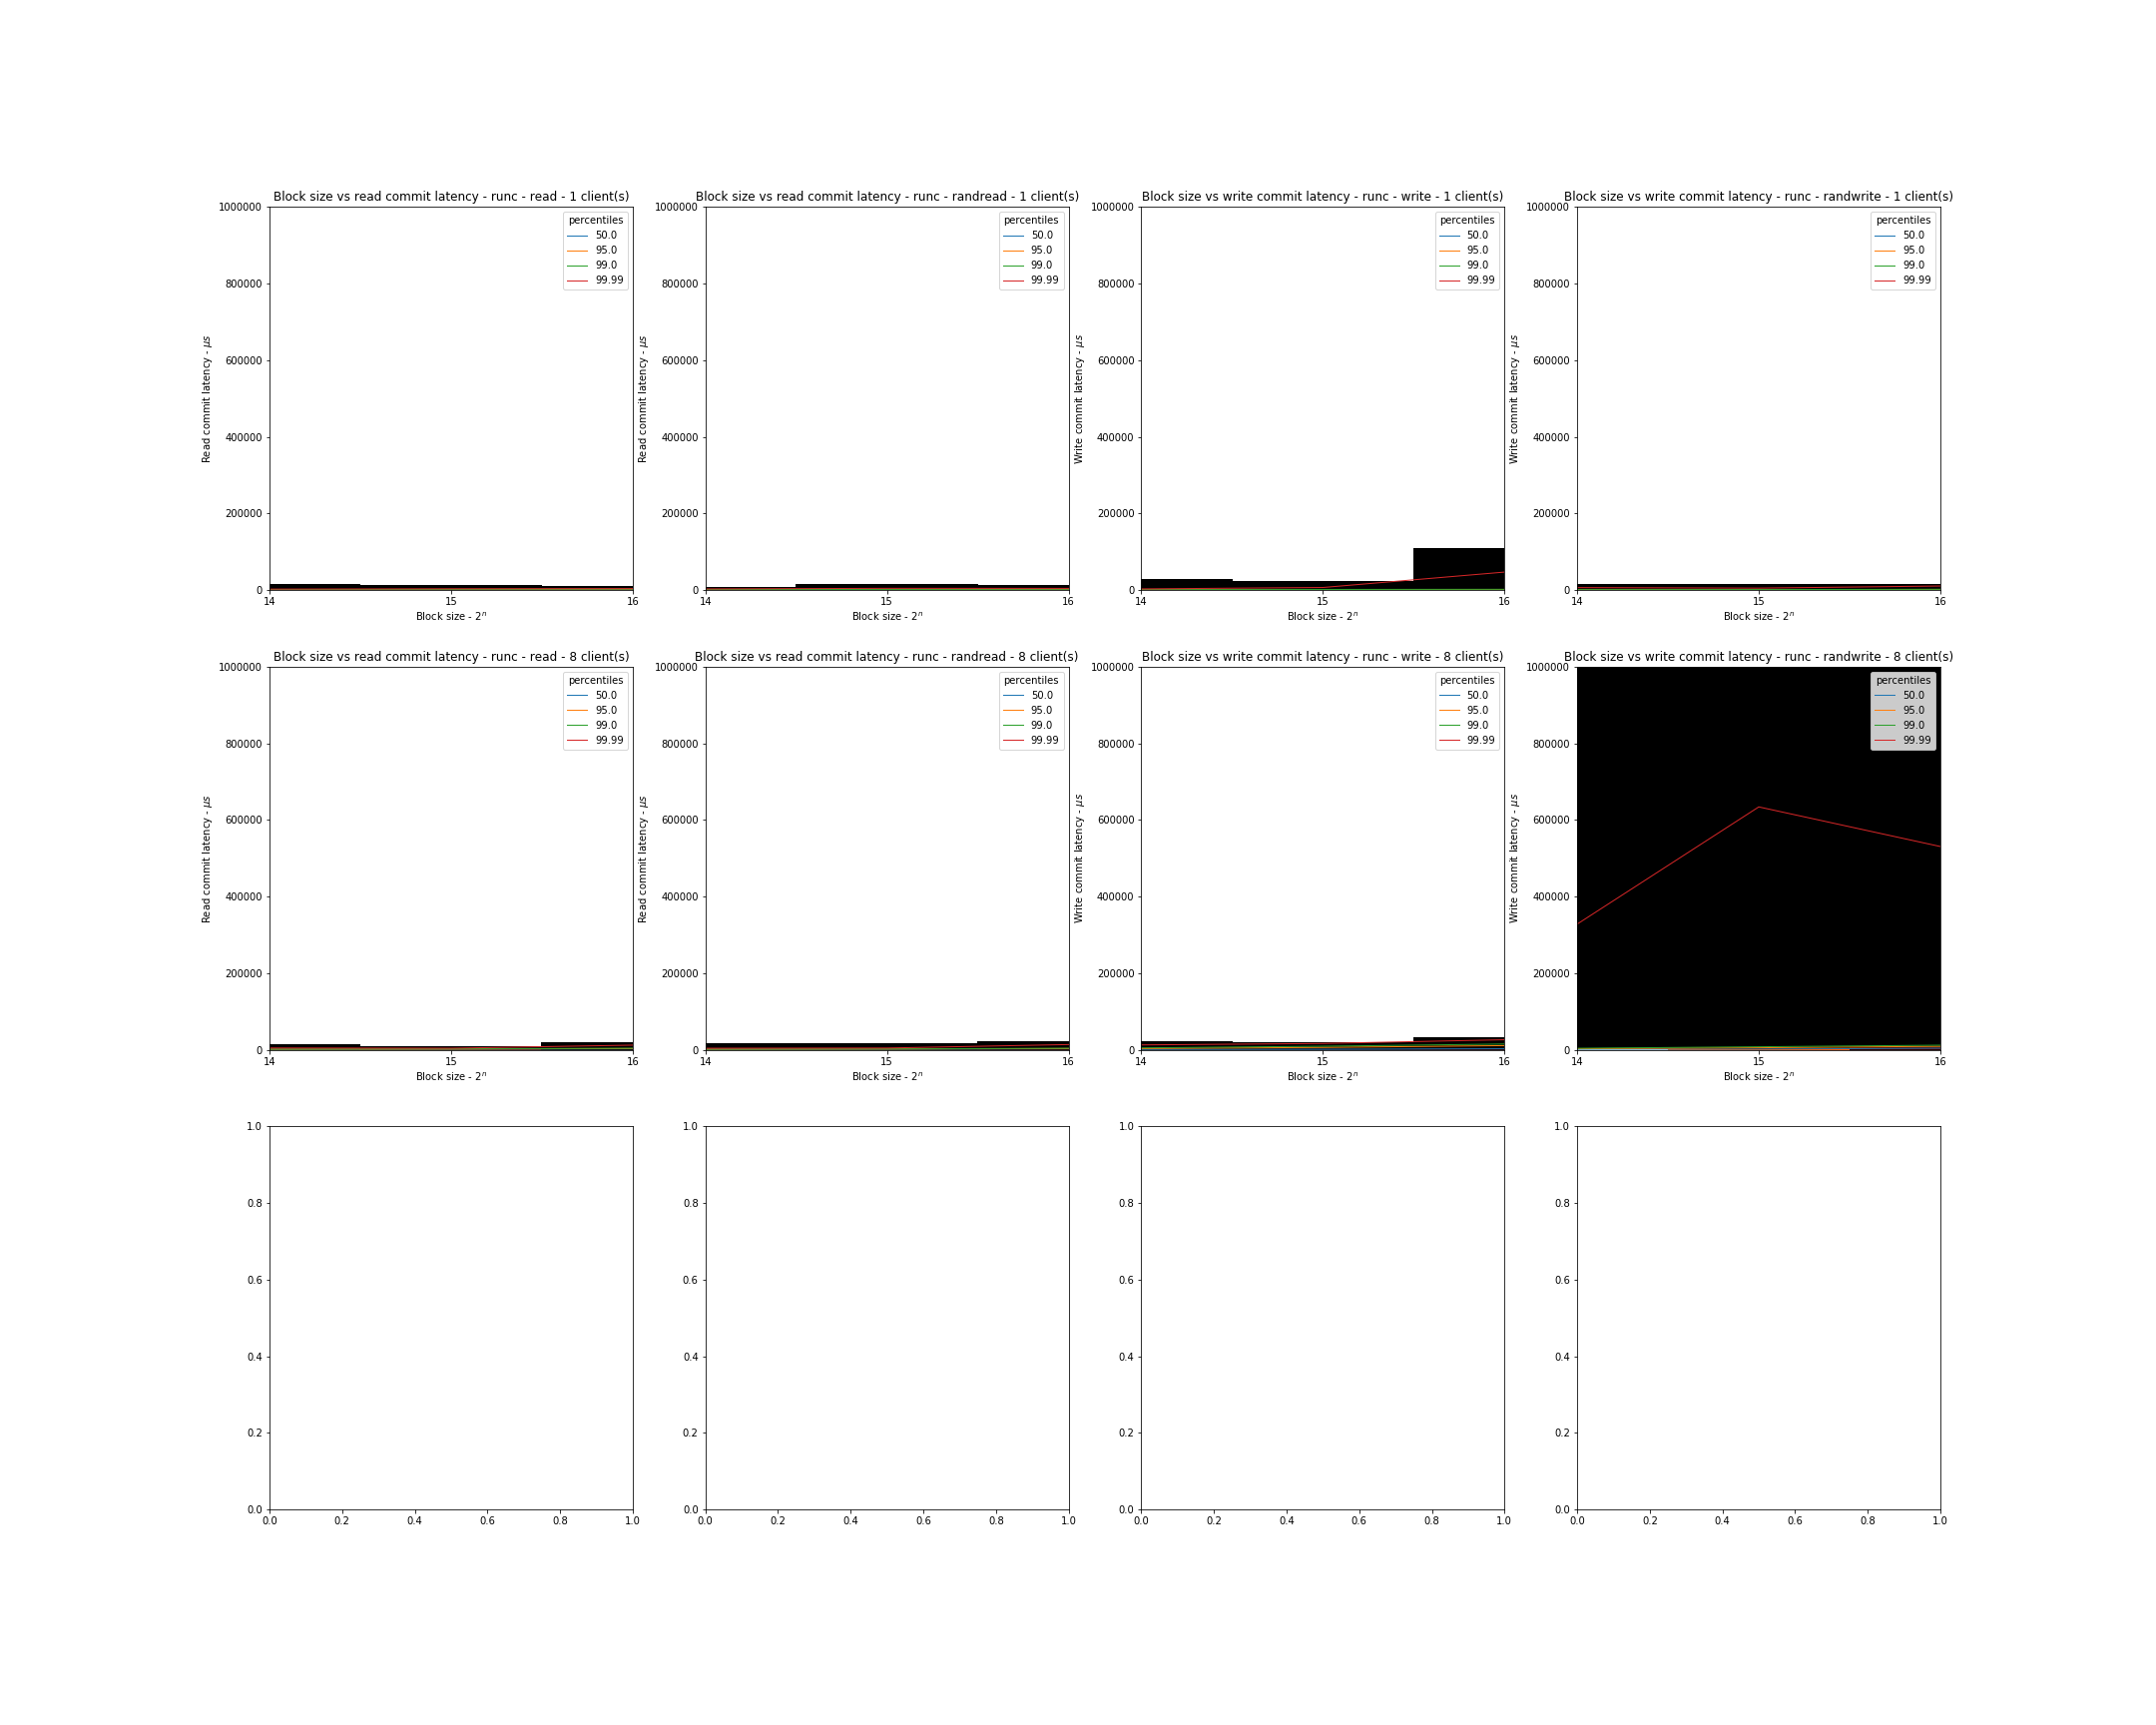 Block size vs read commit latency - runc - read - 1 client(s)
1000000
800000
600000
400000
200000
0
Read commit latency - μs
percentiles
50.0
95.0
99.0
99.99
14 15 16
Block size - 2ⁿ
Block size vs read commit latency - runc - randread - 1 client(s)
1000000
800000
600000
400000
200000
0
Read commit latency - μs
percentiles
50.0
95.0
99.0
99.99
14 15 16
Block size - 2ⁿ
Block size vs write commit latency - runc - write - 1 client(s)
1000000
800000
600000
400000
200000
0
Write commit latency - μs
percentiles
50.0
95.0
99.0
99.99
14 15 16
Block size - 2ⁿ
Block size vs write commit latency - runc - randwrite - 1 client(s)
1000000
800000
600000
400000
200000
0
Write commit latency - μs
percentiles
50.0
95.0
99.0
99.99
14 15 16
Block size - 2ⁿ
Block size vs read commit latency - runc - read - 8 client(s)
1000000
800000
600000
400000
200000
0
Read commit latency - μs
percentiles
50.0
95.0
99.0
99.99
14 15 16
Block size - 2ⁿ
Block size vs read commit latency - runc - randread - 8 client(s)
1000000
800000
600000
400000
200000
0
Read commit latency - μs
percentiles
50.0
95.0
99.0
99.99
14 15 16
Block size - 2ⁿ
Block size vs write commit latency - runc - write - 8 client(s)
1000000
800000
600000
400000
200000
0
Write commit latency - μs
percentiles
50.0
95.0
99.0
99.99
14 15 16
Block size - 2ⁿ
Block size vs write commit latency - runc - randwrite - 8 client(s)
1000000
800000
600000
400000
200000
0
Write commit latency - μs
percentiles
50.0
95.0
99.0
99.99
14 15 16
Block size - 2ⁿ
1.0
0.8
0.6
0.4
0.2
0.0
0.0 0.2 0.4 0.6 0.8 1.0
1.0
0.8
0.6
0.4
0.2
0.0
0.0 0.2 0.4 0.6 0.8 1.0
1.0
0.8
0.6
0.4
0.2
0.0
0.0 0.2 0.4 0.6 0.8 1.0
1.0
0.8
0.6
0.4
0.2
0.0
0.0 0.2 0.4 0.6 0.8 1.0